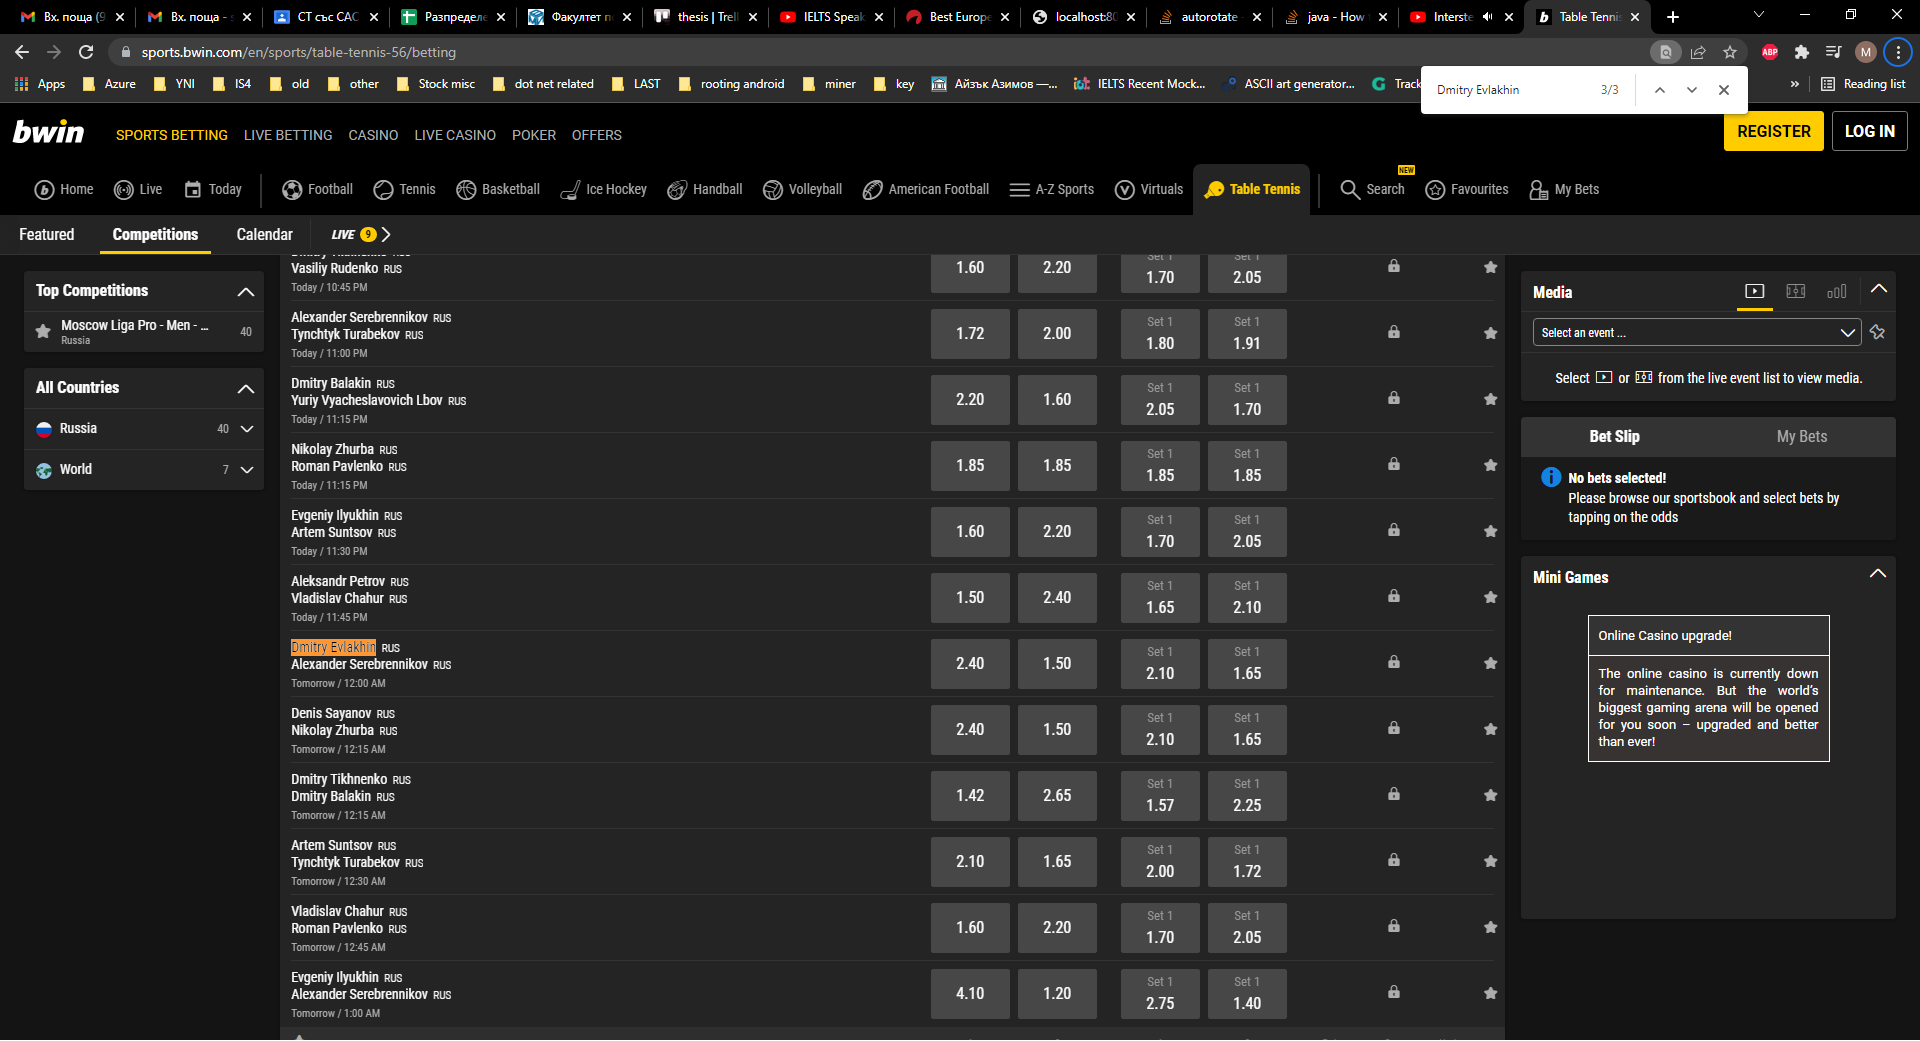 Вх. поща (9
Вх. поща - s
СТ със САС
Разпределе
Факултет п
thesis | Trell
IELTS Speak
Best Europe
localhost:80
autorotate
java - How
Interste
Table Tennis
sports.bwin.com/en/sports/table-tennis-56/betting
ABP
M
Apps
Azure
YNI
IS4
old
other
Stock misc
dot net related
LAST
rooting android
miner
key
Айзък Азимов —...
iot
IELTS Recent Mock...
ASCII art generator...
Track
»
Reading list
Dmitry Evlakhin
3/3
bwin
SPORTS BETTING
LIVE BETTING
CASINO
LIVE CASINO
POKER
OFFERS
REGISTER
LOG IN
Home
Live
Today
Football
Tennis
Basketball
Ice Hockey
Handball
Volleyball
American Football
A-Z Sports
Virtuals
Table Tennis
Search
NEW
Favourites
My Bets
Featured
Competitions
Calendar
LIVE 9
Top Competitions
Moscow Liga Pro - Men - ...
40
Russia
All Countries
Russia 40
World 7
Vasiliy Rudenko RUS
Today / 10:45 PM
1.60
2.20
Set 1
1.70
Set 1
2.05
Alexander Serebrennikov RUS
Tynchtyk Turabekov RUS
Today / 11:00 PM
1.72
2.00
Set 1
1.80
Set 1
1.91
Dmitry Balakin RUS
Yuriy Vyacheslavovich Lbov RUS
Today / 11:15 PM
2.20
1.60
Set 1
2.05
Set 1
1.70
Nikolay Zhurba RUS
Roman Pavlenko RUS
Today / 11:15 PM
1.85
1.85
Set 1
1.85
Set 1
1.85
Evgeniy Ilyukhin RUS
Artem Suntsov RUS
Today / 11:30 PM
1.60
2.20
Set 1
1.70
Set 1
2.05
Aleksandr Petrov RUS
Vladislav Chahur RUS
Today / 11:45 PM
1.50
2.40
Set 1
1.65
Set 1
2.10
Dmitry Evlakhin RUS
Alexander Serebrennikov RUS
Tomorrow / 12:00 AM
2.40
1.50
Set 1
2.10
Set 1
1.65
Denis Sayanov RUS
Nikolay Zhurba RUS
Tomorrow / 12:15 AM
2.40
1.50
Set 1
2.10
Set 1
1.65
Dmitry Tikhnenko RUS
Dmitry Balakin RUS
Tomorrow / 12:15 AM
1.42
2.65
Set 1
1.57
Set 1
2.25
Artem Suntsov RUS
Tynchtyk Turabekov RUS
Tomorrow / 12:30 AM
2.10
1.65
Set 1
2.00
Set 1
1.72
Vladislav Chahur RUS
Roman Pavlenko RUS
Tomorrow / 12:45 AM
1.60
2.20
Set 1
1.70
Set 1
2.05
Evgeniy Ilyukhin RUS
Alexander Serebrennikov RUS
Tomorrow / 1:00 AM
4.10
1.20
Set 1
2.75
Set 1
1.40
Media
Select an event ...
Select or from the live event list to view media.
Bet Slip
My Bets
No bets selected!
Please browse our sportsbook and select bets by
tapping on the odds
Mini Games
Online Casino upgrade!
The online casino is currently down
for maintenance. But the world's
biggest gaming arena will be opened
for you soon – upgraded and better
than ever!